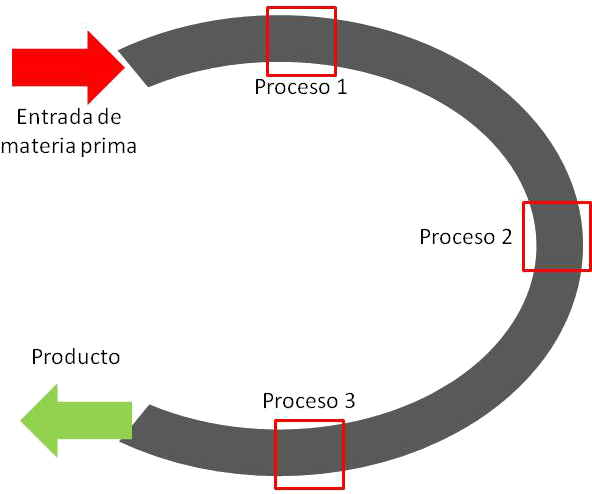 Proceso 1
Entrada de
materia prima
Proceso 2
Producto
Proceso 3